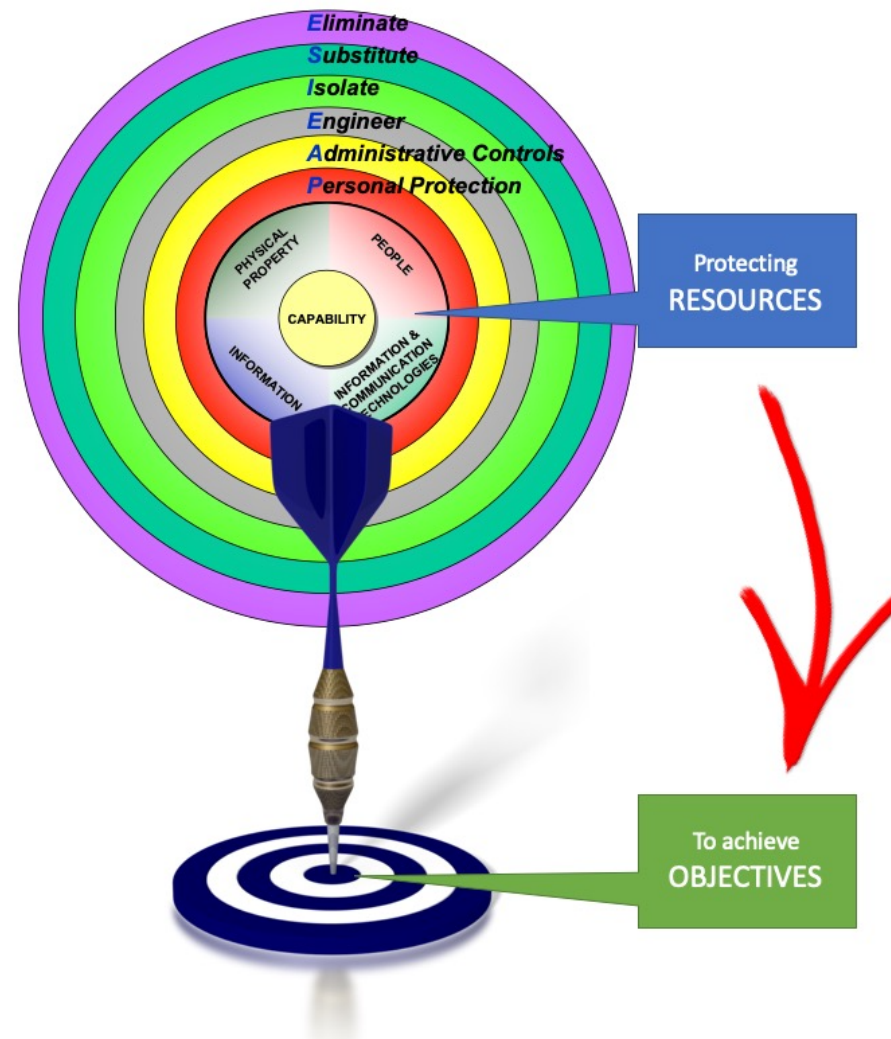 Eliminate
Substitute
Isolate
Engineer
Administrative Controls
Personal Protection
PHYSICAL
PROPERTY
PEOPLE
CAPABILITY
INFORMATION
INFORMATION &
COMMUNICATION
TECHNOLOGIES
Protecting
RESOURCES
To achieve
OBJECTIVES